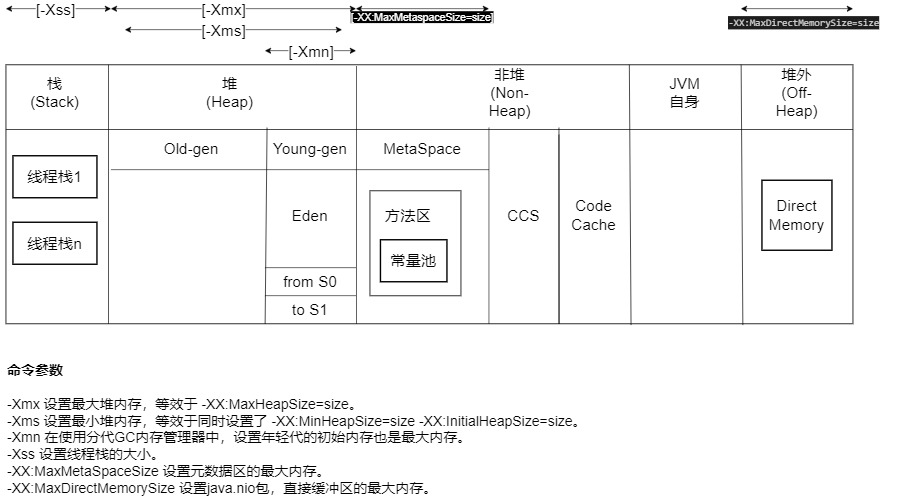 [-Xss]
[-Xmx]
[-XX:MaxMetaspaceSize=size]
-XX:MaxDirectMemorySize=size
[-Xms]
[-Xmn]
栈
(Stack)
堆
(Heap)
非堆
(Non-
Heap)
JVM
自身
堆外
(Off-
Heap)
Old-gen
Young-gen
MetaSpace
线程栈1
线程栈n
Eden
from S0
to S1
方法区
常量池
CCS
Code
Cache
Direct
Memory
命令参数
-Xmx 设置最大堆内存，等效于 -XX:MaxHeapSize=size。
-Xms 设置最小堆内存，等效于同时设置了 -XX:MinHeapSize=size -XX:InitialHeapSize=size。
-Xmn 在使用分代GC内存管理器中，设置年轻代的初始内存也是最大内存。
-Xss 设置线程栈的大小。
-XX:MaxMetaSpaceSize 设置元数据区的最大内存。
-XX:MaxDirectMemorySize 设置java.nio包，直接缓冲区的最大内存。